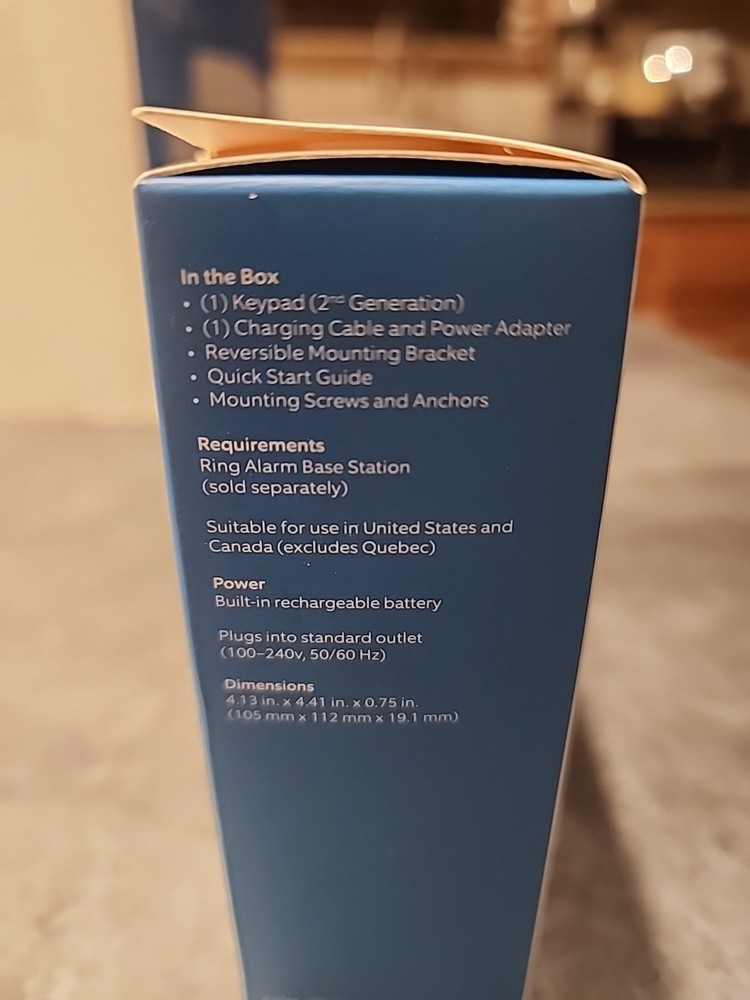 In the Box
• (1) Keypad (2nd Generation)
• (1) Charging Cable and Power Adapter
• Reversible Mounting Bracket
• Quick Start Guide
• Mounting Screws and Anchors
Requirements
Ring Alarm Base Station
(sold separately)
Suitable for use in United States and
Canada (excludes Quebec)
Power
Built-in rechargeable battery
Plugs into standard outlet
(100–240v, 50/60 Hz)
Dimensions
4.13 in. x 4.41 in. x 0.75 in.
(105 mm x 112 mm x 19.1 mm)